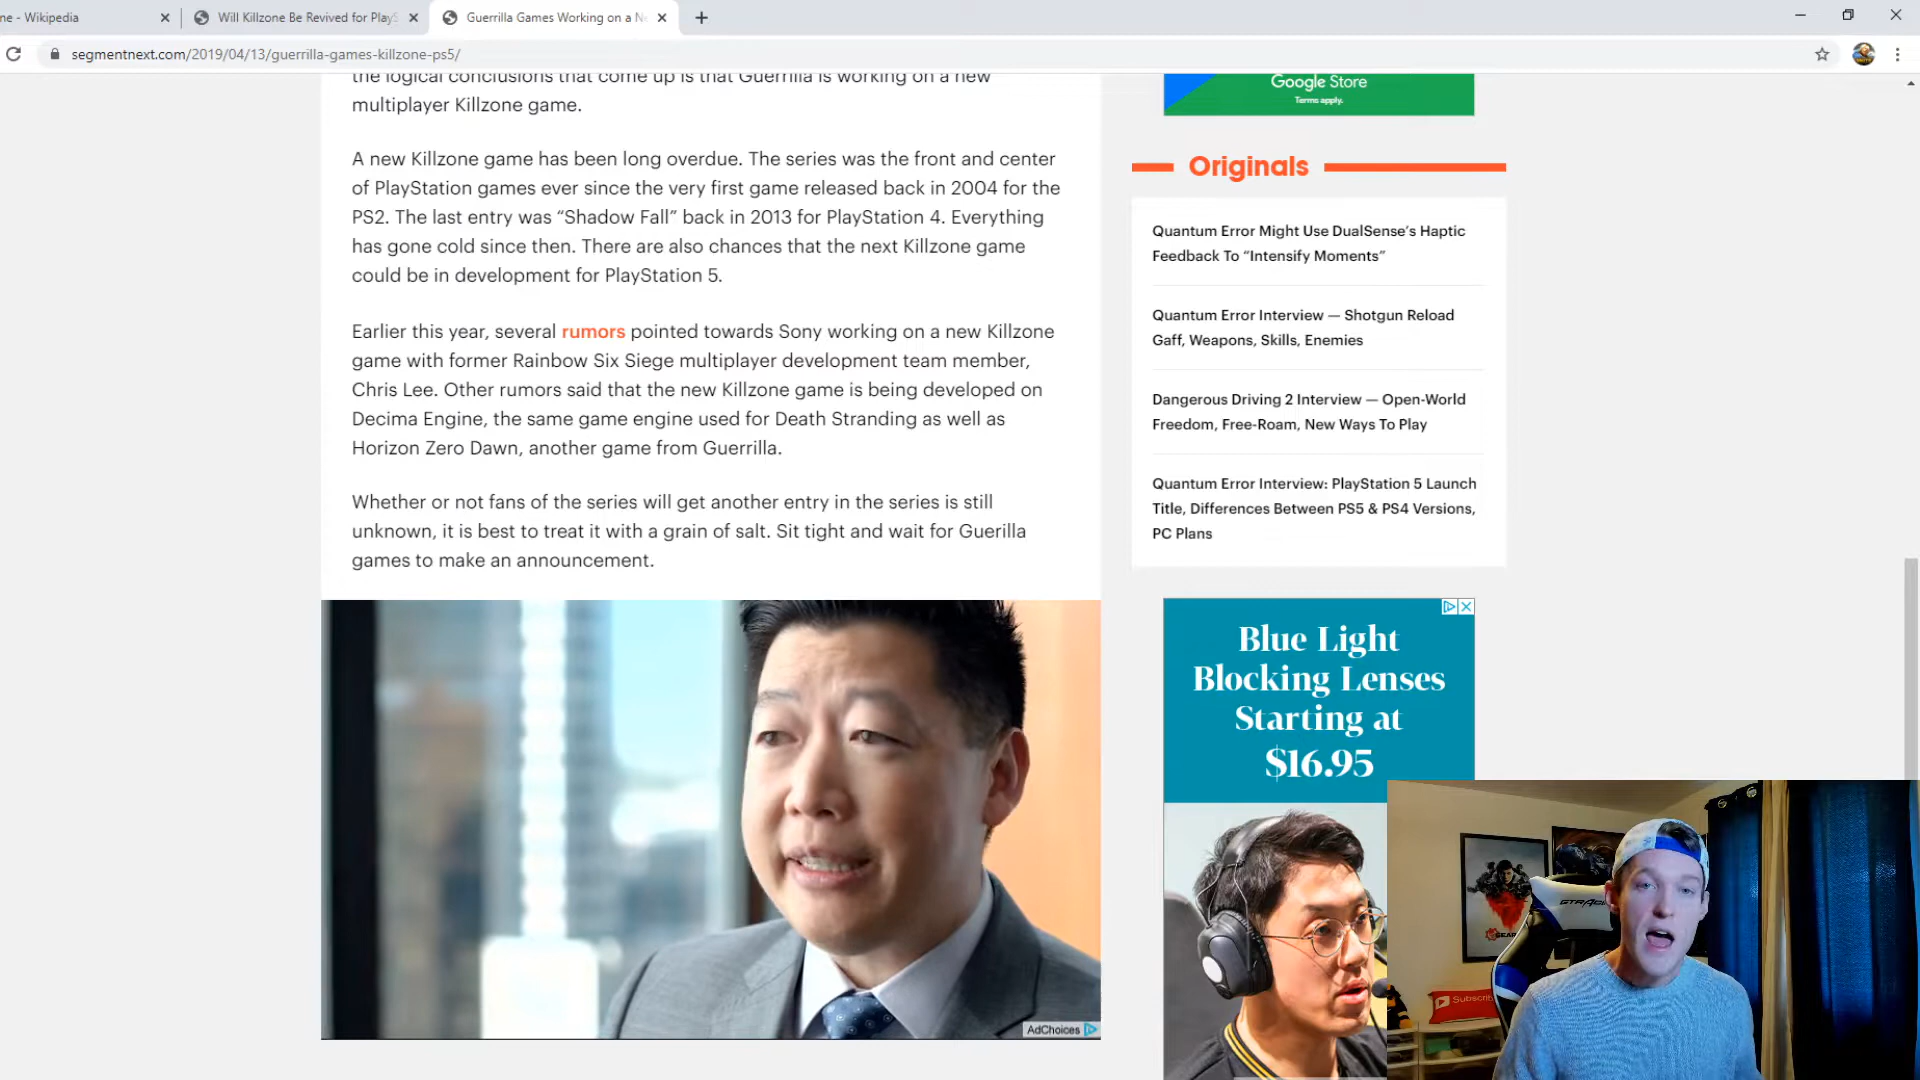 ne - Wikipedia
Will Killzone Be Revived for PlayS
Guerrilla Games Working on a Ne
segmentnext.com/2019/04/13/guerrilla-games-killzone-ps5/
the logical conclusions that come up is that Guerrilla is working on a new
multiplayer Killzone game.
A new Killzone game has been long overdue. The series was the front and center
of PlayStation games ever since the very first game released back in 2004 for the
PS2. The last entry was “Shadow Fall” back in 2013 for PlayStation 4. Everything
has gone cold since then. There are also chances that the next Killzone game
could be in development for PlayStation 5.
Earlier this year, several rumors pointed towards Sony working on a new Killzone
game with former Rainbow Six Siege multiplayer development team member,
Chris Lee. Other rumors said that the new Killzone game is being developed on
Decima Engine, the same game engine used for Death Stranding as well as
Horizon Zero Dawn, another game from Guerrilla.
Whether or not fans of the series will get another entry in the series is still
unknown, it is best to treat it with a grain of salt. Sit tight and wait for Guerilla
games to make an announcement.
AdChoices
Google Store
Terms apply.
Originals
Quantum Error Might Use DualSense’s Haptic
Feedback To “Intensify Moments”
Quantum Error Interview — Shotgun Reload
Gaff, Weapons, Skills, Enemies
Dangerous Driving 2 Interview — Open-World
Freedom, Free-Roam, New Ways To Play
Quantum Error Interview: PlayStation 5 Launch
Title, Differences Between PS5 & PS4 Versions,
PC Plans
Blue Light
Blocking Lenses
Starting at
$16.95
GEARS
GTRACING
Subscribe